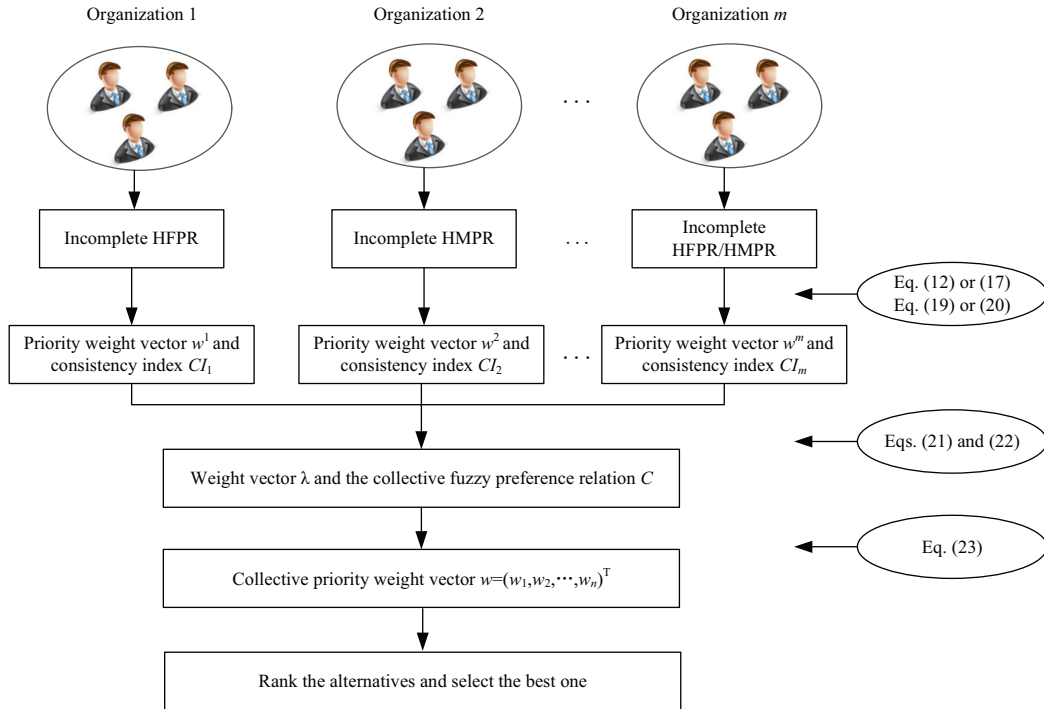 Organization 1
Organization 2
Organization m
. . .
Incomplete HFPR
Incomplete HMPR
. . .
Incomplete
HFPR/HMPR
Eq. (12) or (17)
Eq. (19) or (20)
Priority weight vector w¹ and
consistency index CI₁
Priority weight vector w² and
consistency index CI₂
. . .
Priority weight vector wᵐ and
consistency index CIₘ
Eqs. (21) and (22)
Weight vector λ and the collective fuzzy preference relation C
Eq. (23)
Collective priority weight vector w=(w₁,w₂,⋯,wₙ)ᵀ
Rank the alternatives and select the best one